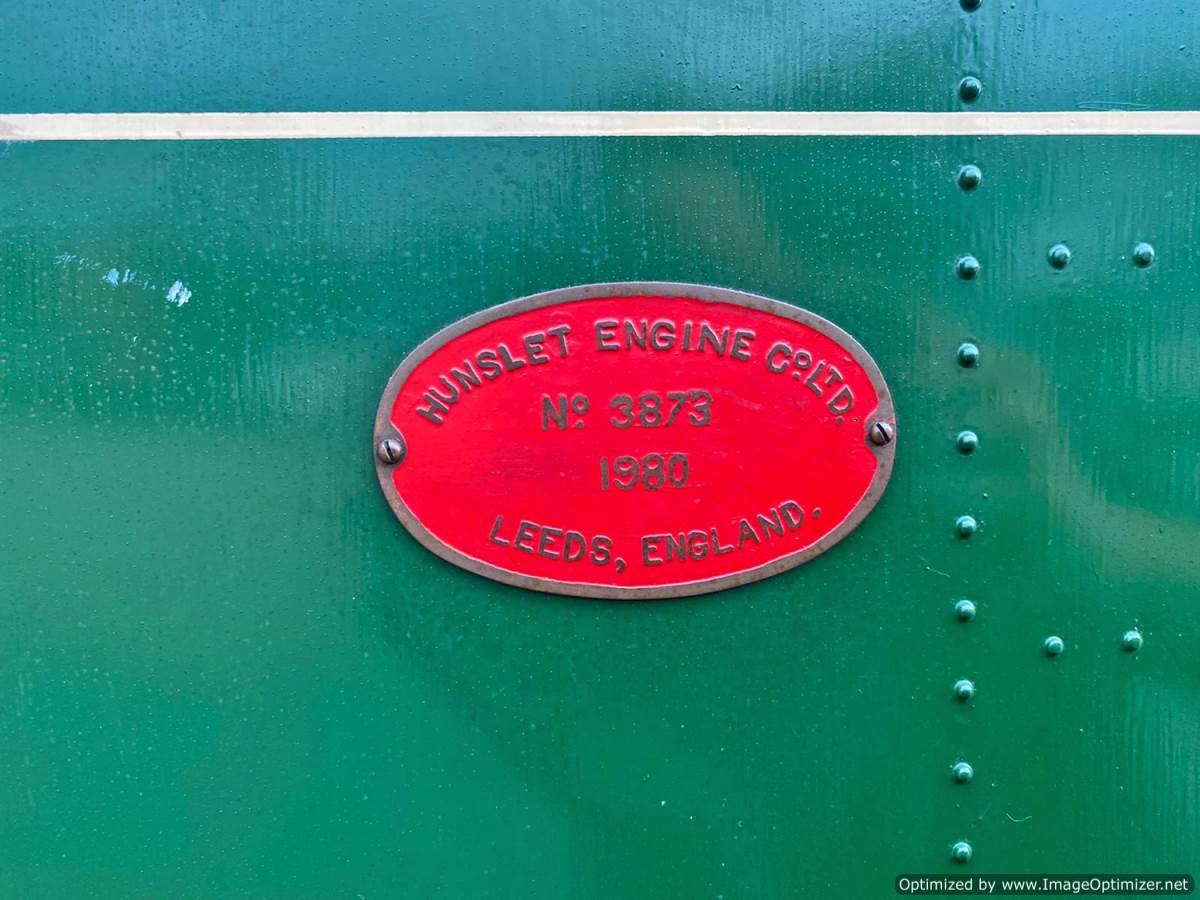 HUNSLET ENGINE Cº LTD.
Nº 3873
1980
LEEDS, ENGLAND.
Optimized by www.ImageOptimizer.net